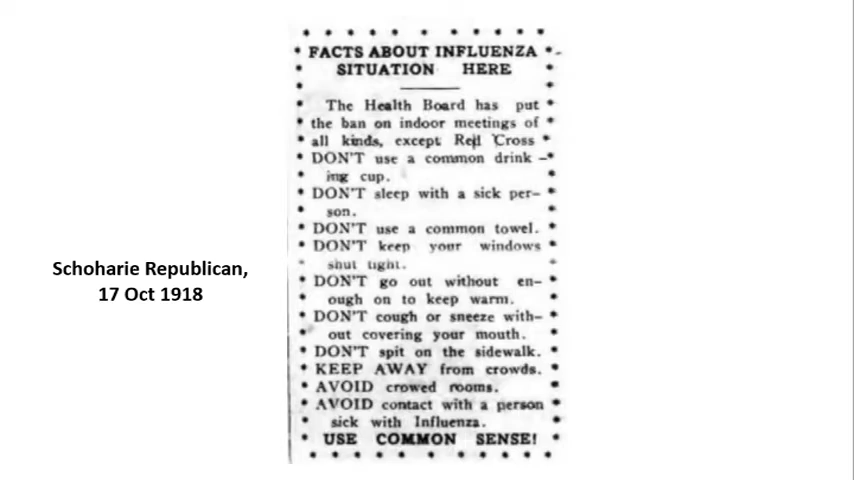 FACTS ABOUT INFLUENZA
SITUATION HERE
The Health Board has put
the ban on indoor meetings of
all kinds, except Red Cross
DON'T use a common drink-
ing cup.
DON'T sleep with a sick per-
son.
DON'T use a common towel.
DON'T keep your windows
shut tight.
DON'T go out without en-
ough on to keep warm.
DON'T cough or sneeze with-
out covering your mouth.
DON'T spit on the sidewalk.
KEEP AWAY from crowds.
AVOID crowed rooms.
AVOID contact with a person
sick with Influenza.
USE COMMON SENSE!
Schoharie Republican,
17 Oct 1918